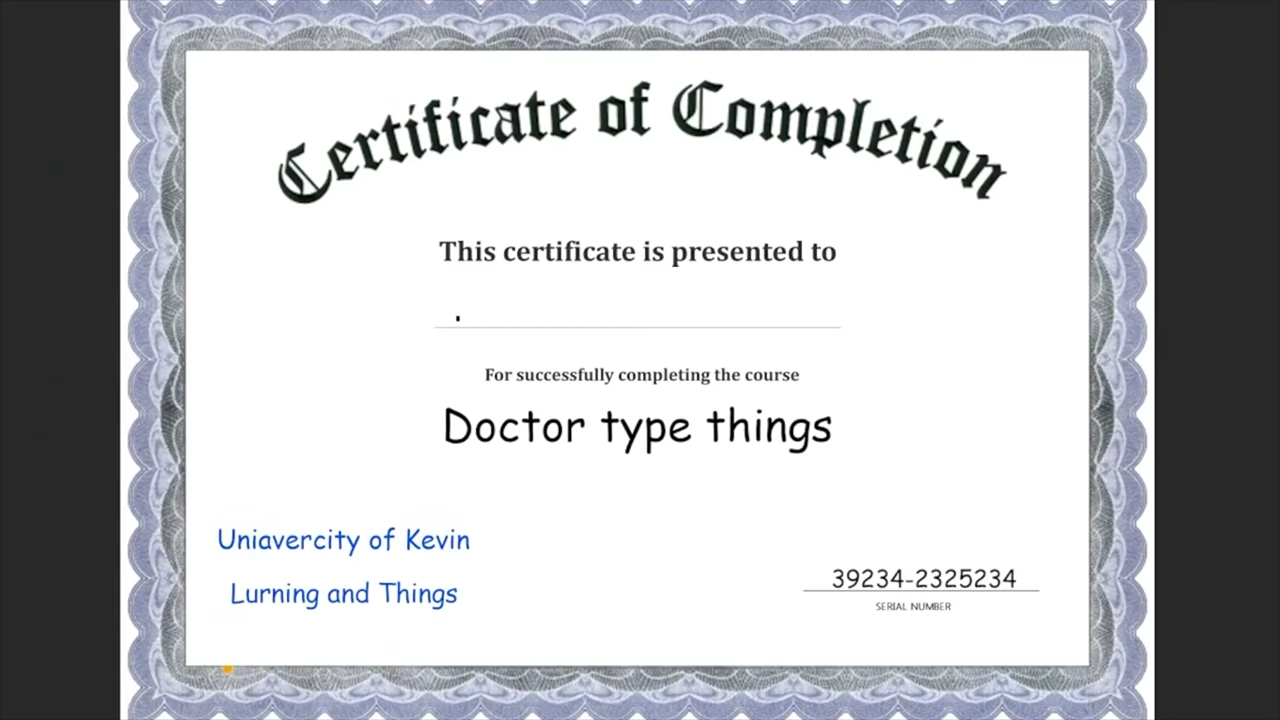 Certificate of Completion
This certificate is presented to
For successfully completing the course
Doctor type things
Uniavercity of Kevin
Lurning and Things
39234-2325234
SERIAL NUMBER